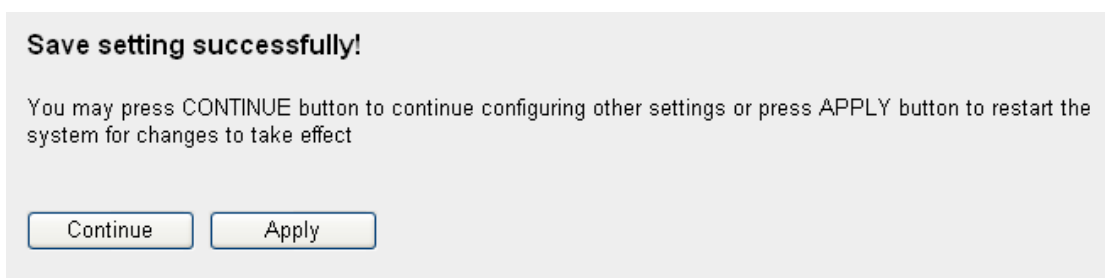 Save setting successfully!
You may press CONTINUE button to continue configuring other settings or press APPLY button to restart the
system for changes to take effect
Continue
Apply